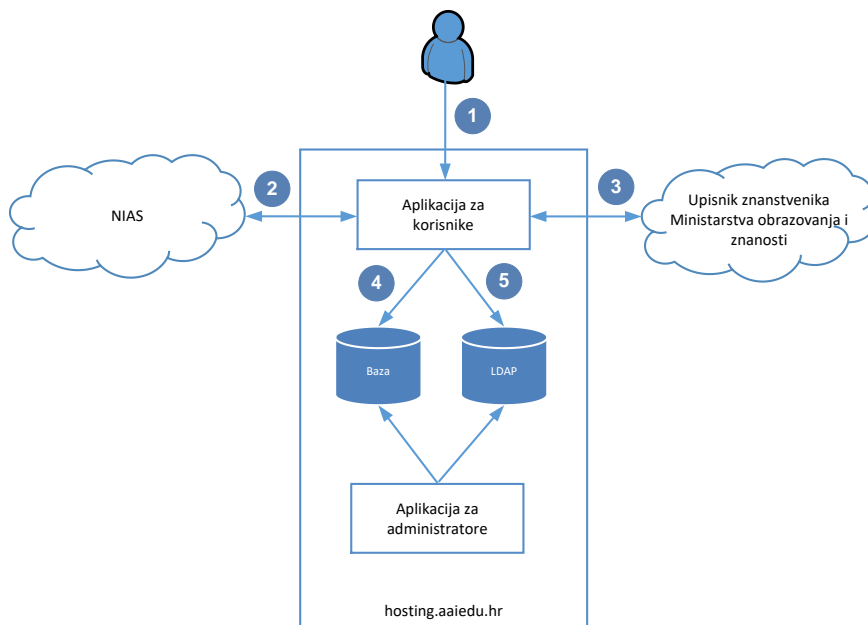 1
2
3
NIAS
Aplikacija za
korisnike
Upisnik znanstvenika
Ministarstva obrazovanja i
znanosti
4
5
Baza
LDAP
Aplikacija za
administratore
hosting.aaiedu.hr